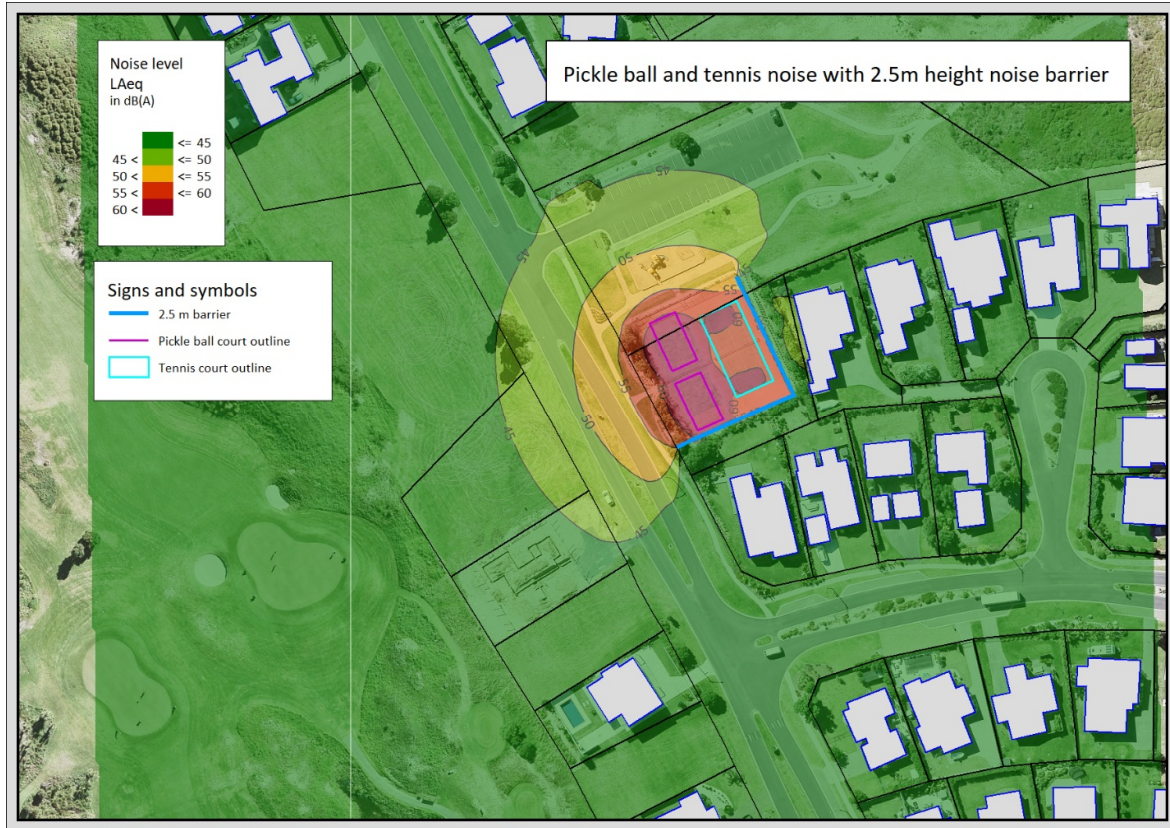 Pickle ball and tennis noise with 2.5m height noise barrier
Noise level
LAeq
in dB(A)
<= 45
45 < <= 50
50 < <= 55
55 < <= 60
60 <
Signs and symbols
2.5 m barrier
Pickle ball court outline
Tennis court outline
45
45
50
55
60
50
55
45
60
45